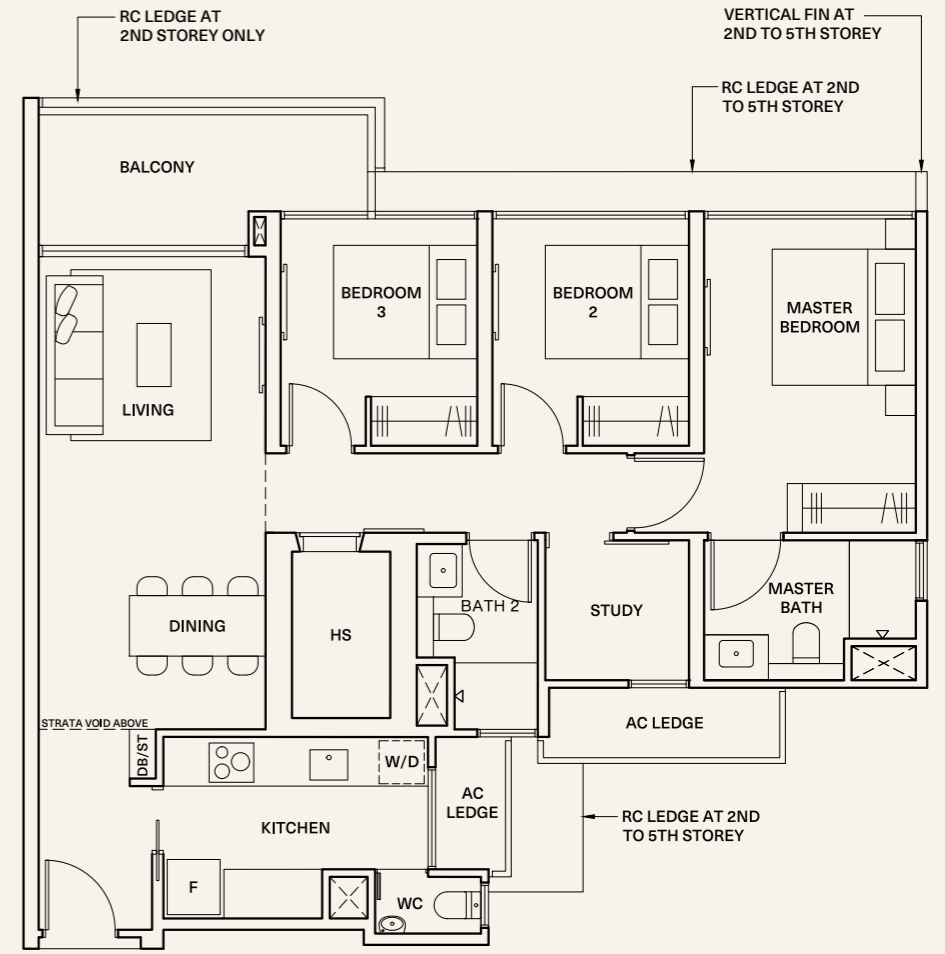 RC LEDGE AT
2ND STOREY ONLY
VERTICAL FIN AT
2ND TO 5TH STOREY
RC LEDGE AT 2ND
TO 5TH STOREY
BALCONY
BEDROOM
3
BEDROOM
2
MASTER
BEDROOM
LIVING
DINING
HS
BATH 2
STUDY
MASTER
BATH
STRATA VOID ABOVE
DB/ST
W/D
AC LEDGE
AC
LEDGE
KITCHEN
RC LEDGE AT 2ND
TO 5TH STOREY
F
WC